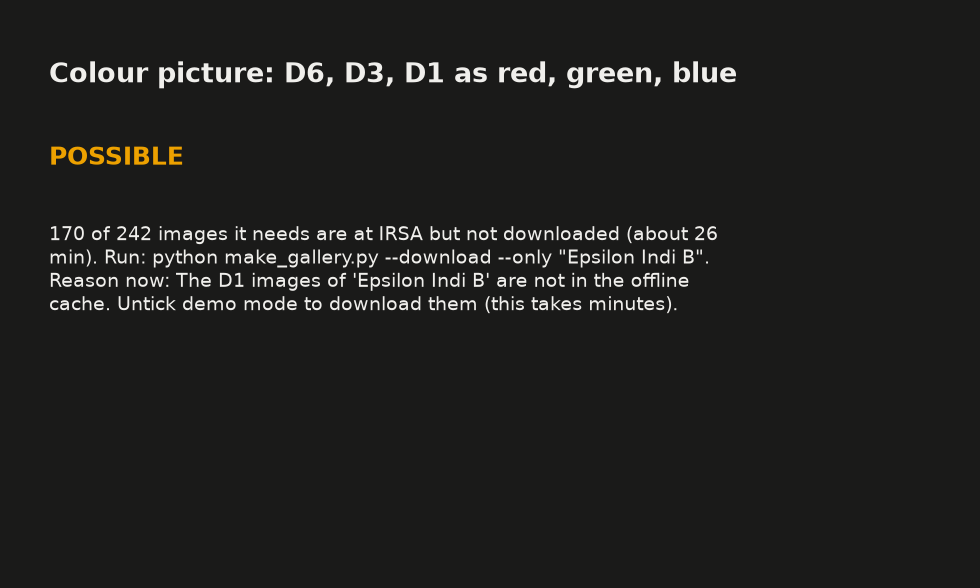 Colour picture: D6, D3, D1 as red, green, blue
POSSIBLE
170 of 242 images it needs are at IRSA but not downloaded (about 26
min). Run: python make_gallery.py --download --only "Epsilon Indi B".
Reason now: The D1 images of 'Epsilon Indi B' are not in the offline
cache. Untick demo mode to download them (this takes minutes).